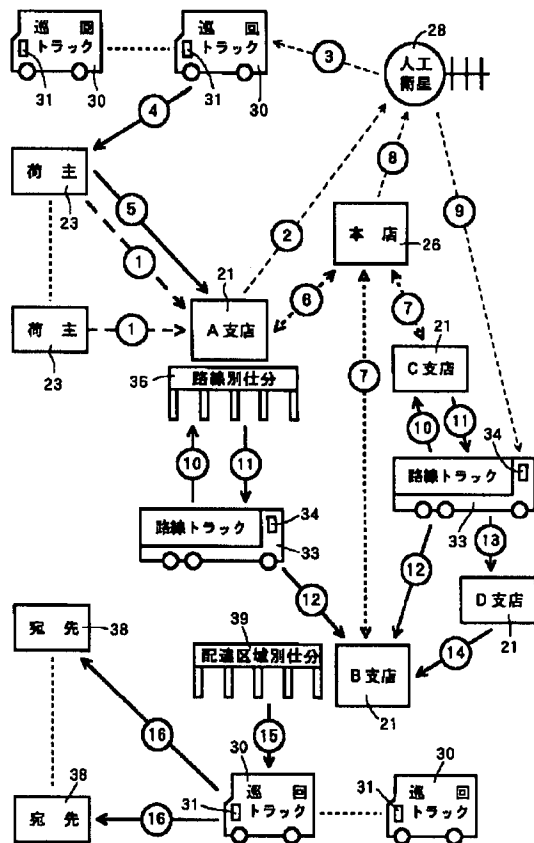 巡回
トラック
31
30
巡回
トラック
31
30
3
28
人工
衛星
4
荷主
23
5
1
2
8
9
本店
26
21
A支店
6
7
荷主
23
1
36
路線別仕分
7
21
C支店
10
11
34
路線トラック
33
10
11
路線トラック
34
33
12
12
13
D支店
21
14
宛先
38
39
配達区域別仕分
B支店
21
15
16
30
巡回
31
トラック
30
巡回
31
トラック
38
宛先
16